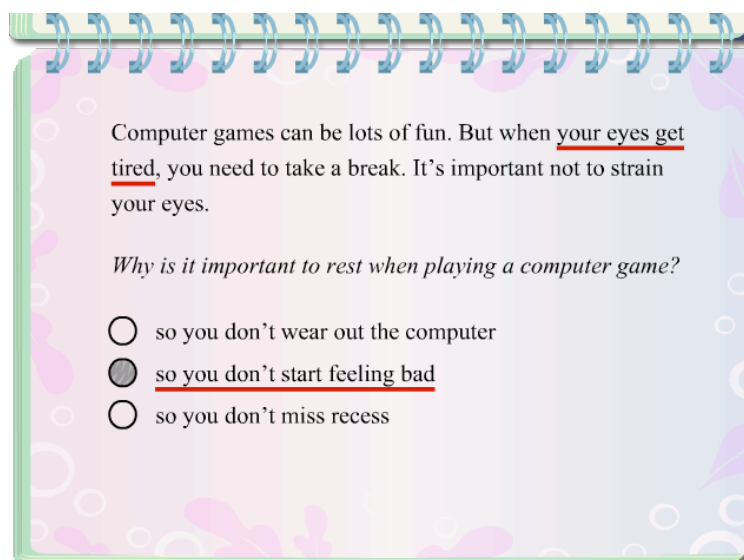 Computer games can be lots of fun. But when your eyes get
tired, you need to take a break. It’s important not to strain
your eyes.
Why is it important to rest when playing a computer game?
so you don’t wear out the computer
so you don’t start feeling bad
so you don’t miss recess